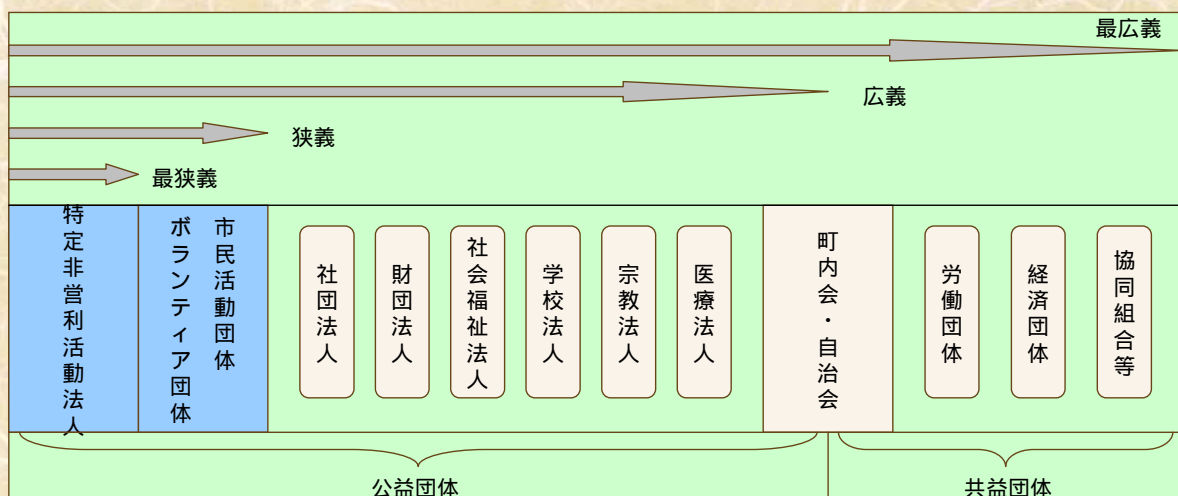 最広義
広義
狭義
最狭義
特定非営利活動法人
市民活動団体
ボランティア団体
社団法人
財団法人
社会福祉法人
学校法人
宗教法人
医療法人
町内会・自治会
労働団体
経済団体
協同組合等
公益団体
共益団体